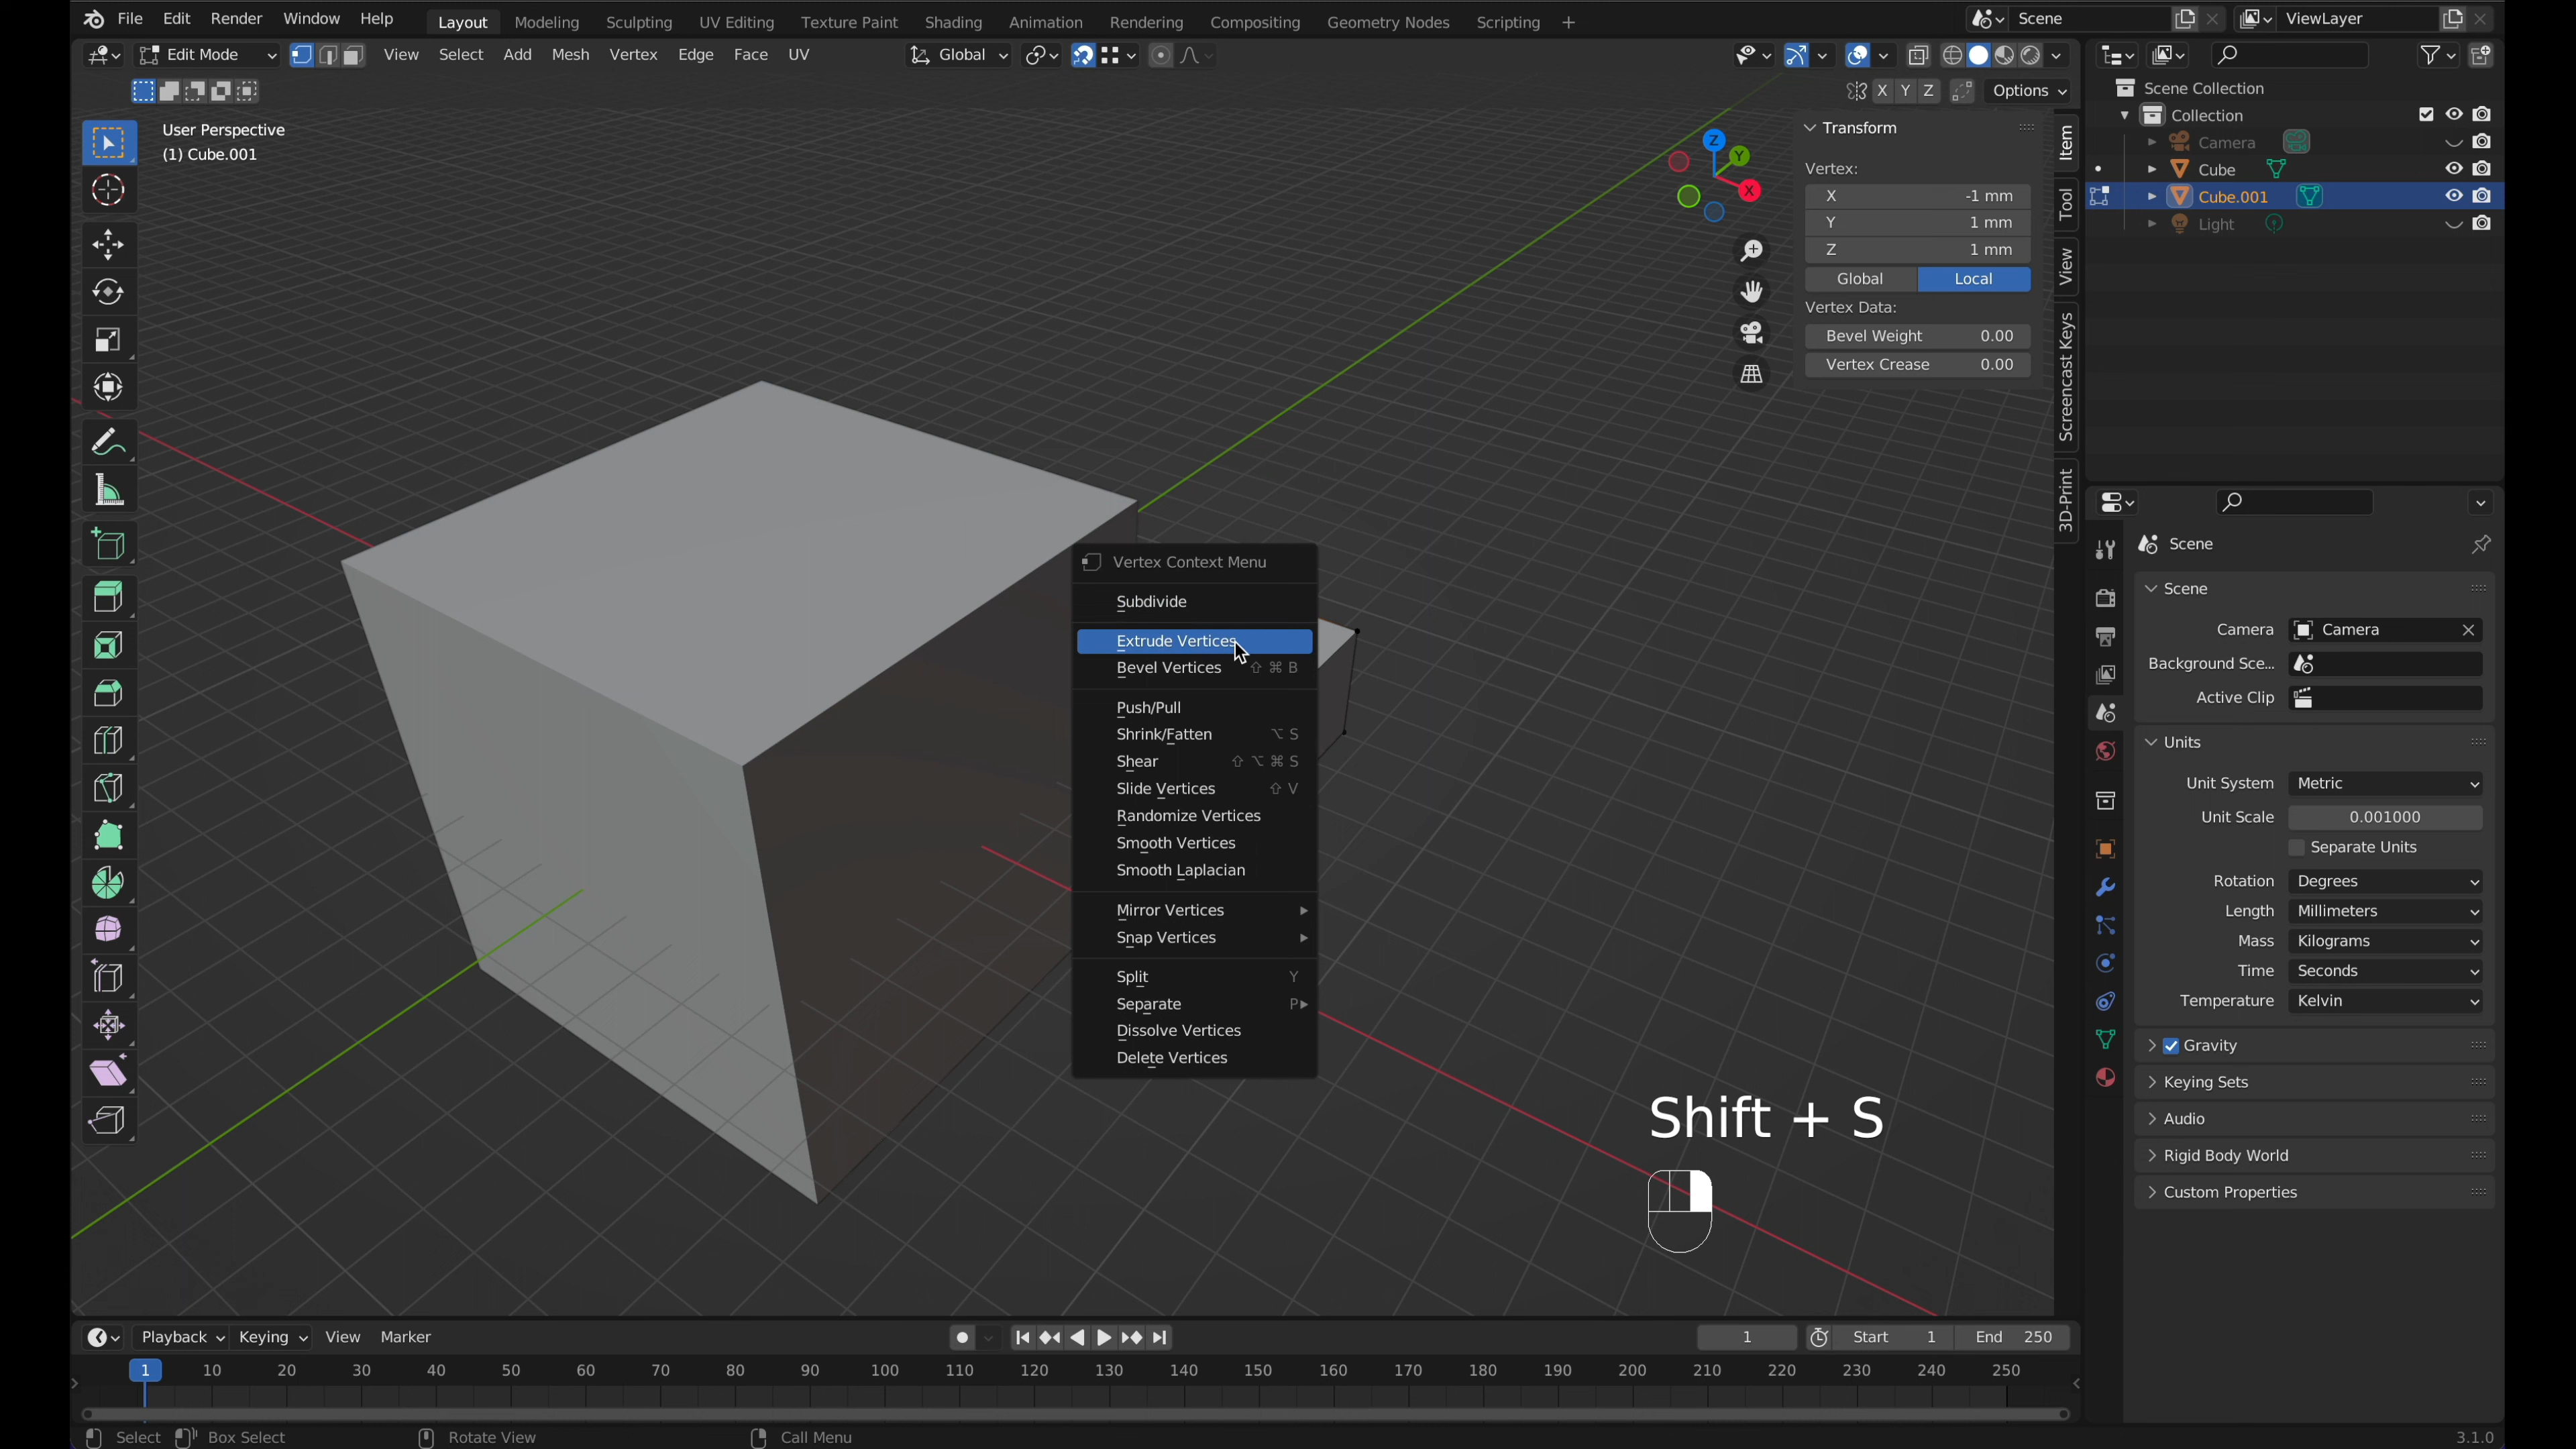 File Edit Render Window Help Layout Modeling Sculpting UV Editing Texture Paint Shading Animation Rendering Compositing Geometry Nodes Scripting + Scene ViewLayer
Edit Mode View Select Add Mesh Vertex Edge Face UV Global
X Y Z Options
User Perspective
(1) Cube.001
Z
Y
X
Transform
Vertex:
X -1 mm
Y 1 mm
Z 1 mm
Global Local
Vertex Data:
Bevel Weight 0.00
Vertex Crease 0.00
Item
Tool
View
Screencast Keys
3D-Print
Scene Collection
Collection
Camera
Cube
Cube.001
Light
Vertex Context Menu
Subdivide
Extrude Vertices
Bevel Vertices ⇧ ⌘ B
Push/Pull
Shrink/Fatten ⌥ S
Shear ⇧ ⌥ ⌘ S
Slide Vertices ⇧ V
Randomize Vertices
Smooth Vertices
Smooth Laplacian
Mirror Vertices
Snap Vertices
Split Y
Separate P
Dissolve Vertices
Delete Vertices
Shift + S
Scene
Scene
Camera Camera
Background Sce...
Active Clip
Units
Unit System Metric
Unit Scale 0.001000
Separate Units
Rotation Degrees
Length Millimeters
Mass Kilograms
Time Seconds
Temperature Kelvin
Gravity
Keying Sets
Audio
Rigid Body World
Custom Properties
Playback Keying View Marker 1 Start 1 End 250
1 10 20 30 40 50 60 70 80 90 100 110 120 130 140 150 160 170 180 190 200 210 220 230 240 250
Select Box Select Rotate View Call Menu 3.1.0